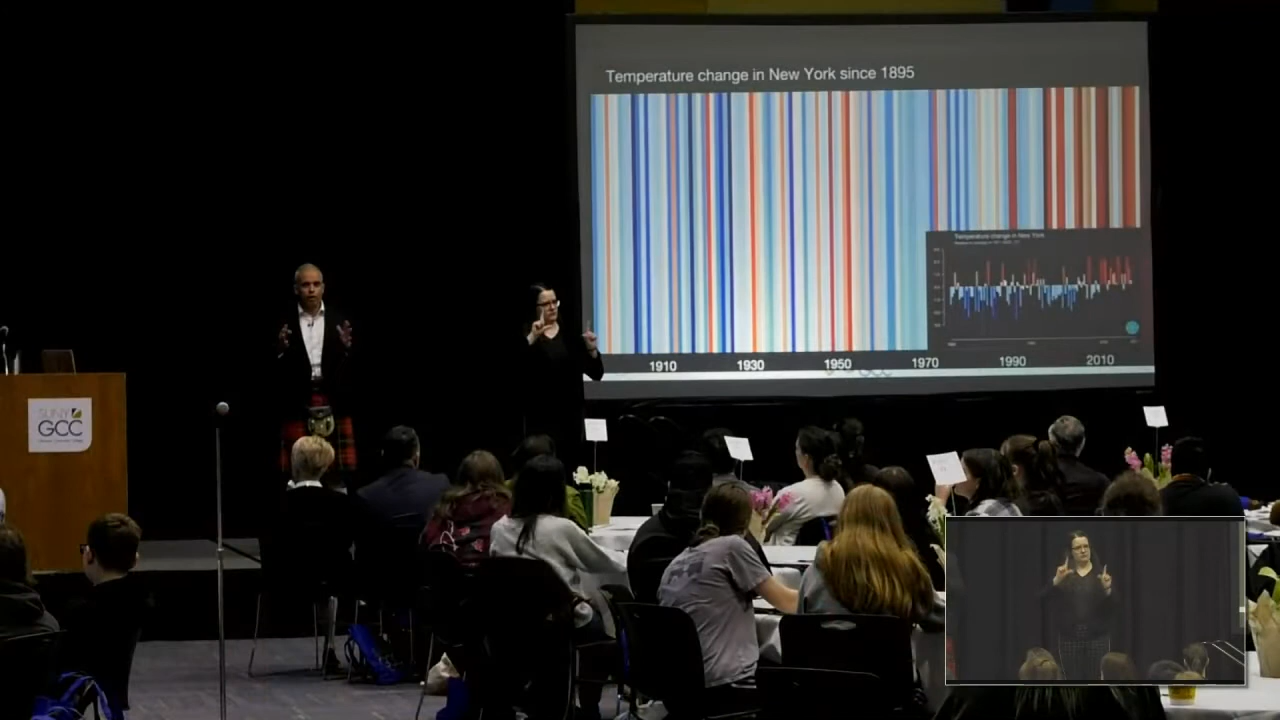 Temperature change in New York since 1895
Temperature change in New York
1910 1930 1950 1970 1990 2010
SUNY
GCC